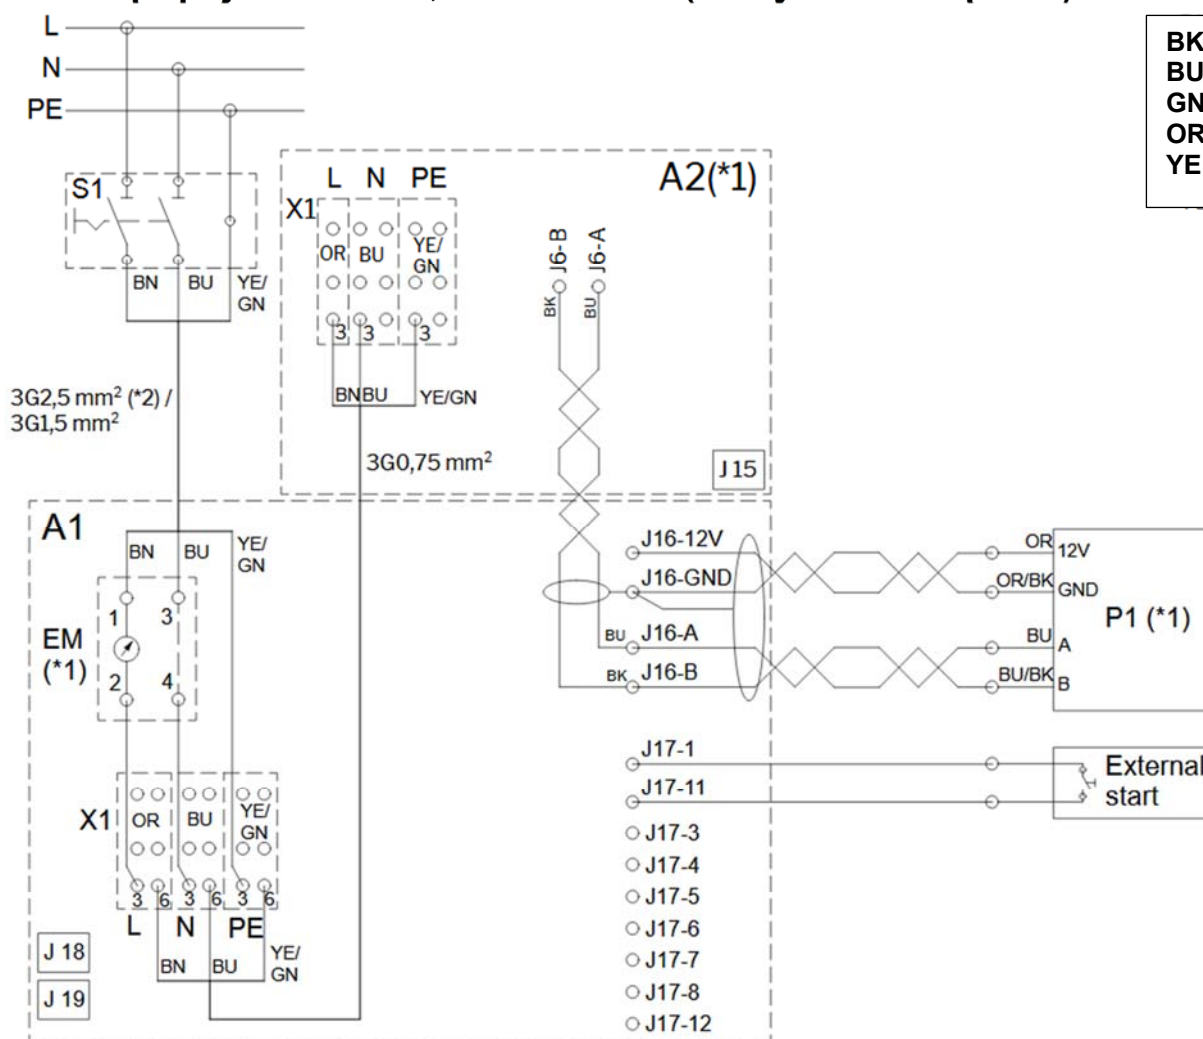 L
N
PE
BK
BU
GN
OR
YE
S1
BN
BU
YE/
GN
3G2,5 mm² (*2) /
3G1,5 mm²
A2(*1)
L N PE
X1
OR
BU
YE/
GN
3
3
3
BN
BU
YE/GN
3G0,75 mm²
J6-B
J6-A
BK
BU
J 15
A1
BN
BU
YE/
GN
EM
(*1)
1
3
2
4
X1
OR
BU
YE/
GN
3
6
3
6
3
6
L N PE
BN
BU
YE/
GN
J 18
J 19
J16-12V
J16-GND
BU J16-A
BK J16-B
OR 12V
OR/BK GND
BU A
BU/BK B
P1 (*1)
J17-1
J17-11
External
start
J17-3
J17-4
J17-5
J17-6
J17-7
J17-8
J17-12